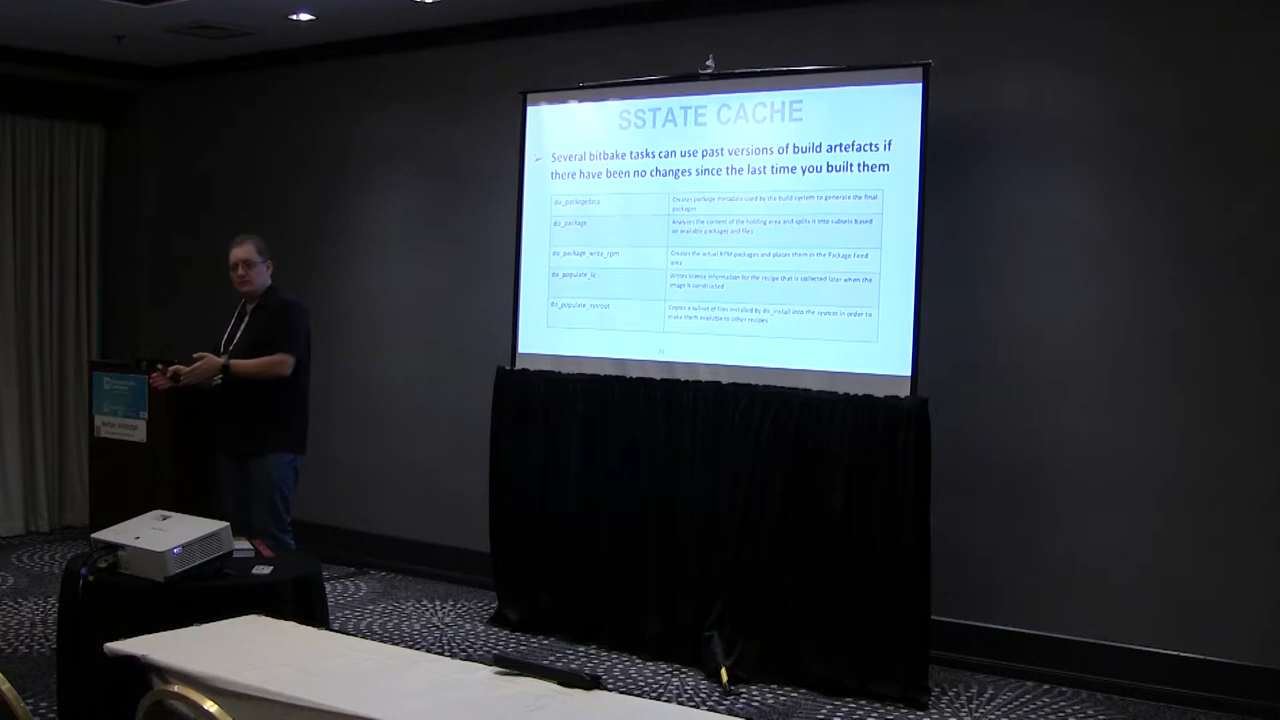 SSTATE CACHE
Several bitbake tasks can use past versions of build artefacts if
there have been no changes since the last time you built them
do_packagedata
Creates package metadata used by the build system to generate the final
packages
do_package
Analyzes the content of the holding area and splits it into subsets based
on available packages and files
do_package_write_rpm
Creates the actual RPM packages and places them in the Package Feed
area
do_populate_lic
Writes license information for the recipe that is collected later when the
image is constructed
do_populate_sysroot
Copies a subset of files installed by do_install into the sysroot in order to
make them available to other recipes